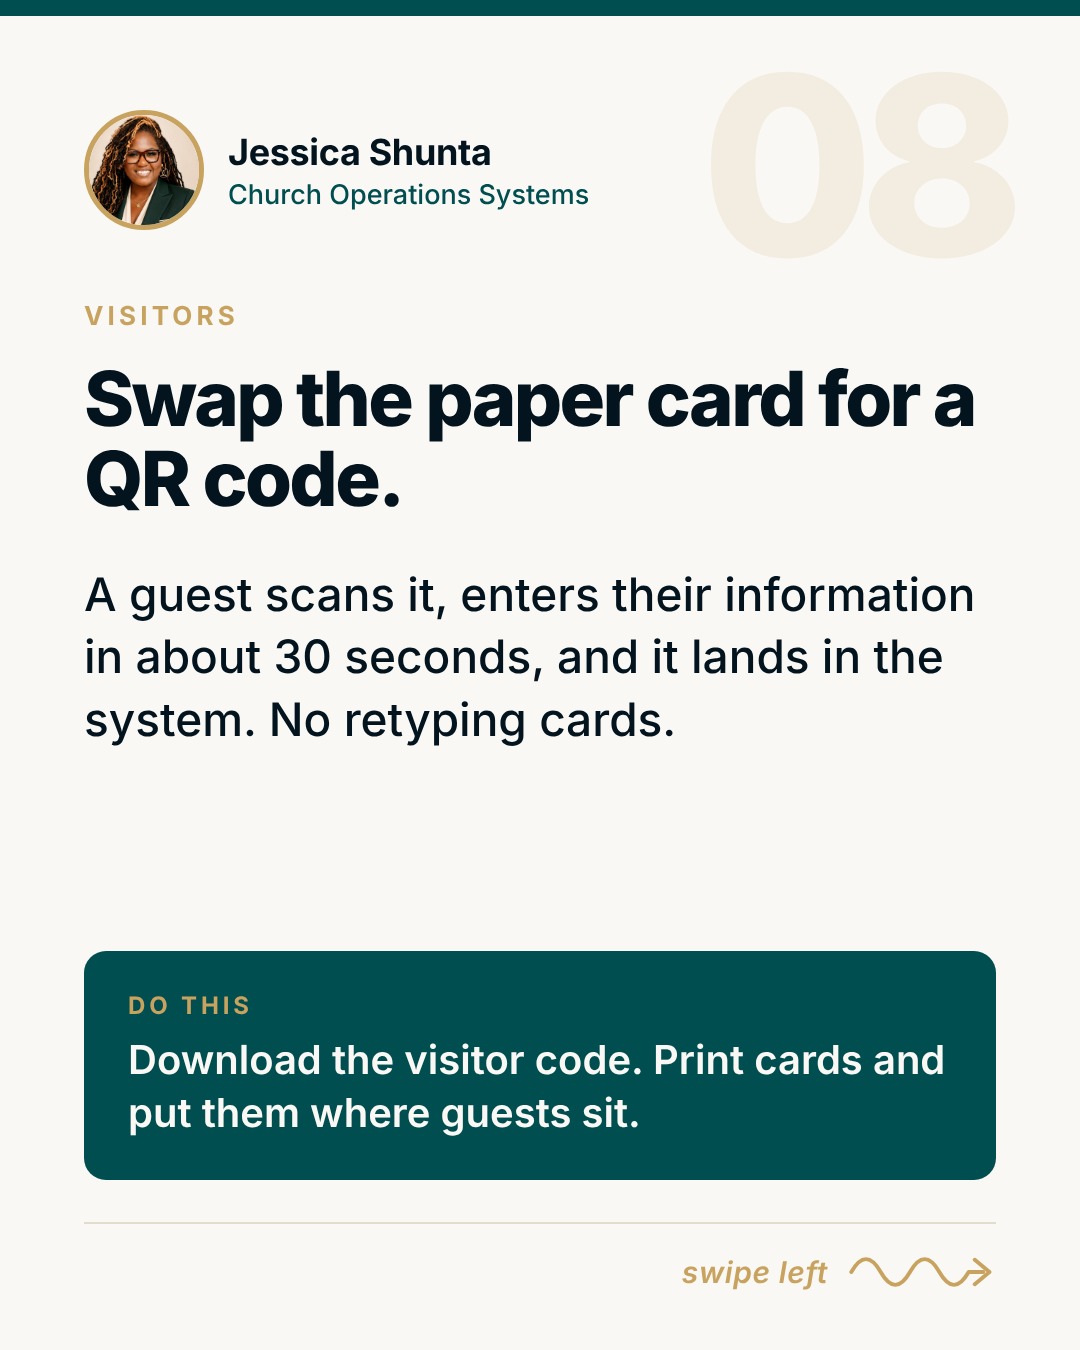 08
Jessica Shunta
Church Operations Systems
VISITORS
Swap the paper card for a
QR code.
A guest scans it, enters their information
in about 30 seconds, and it lands in the
system. No retyping cards.
DO THIS
Download the visitor code. Print cards and
put them where guests sit.
swipe left